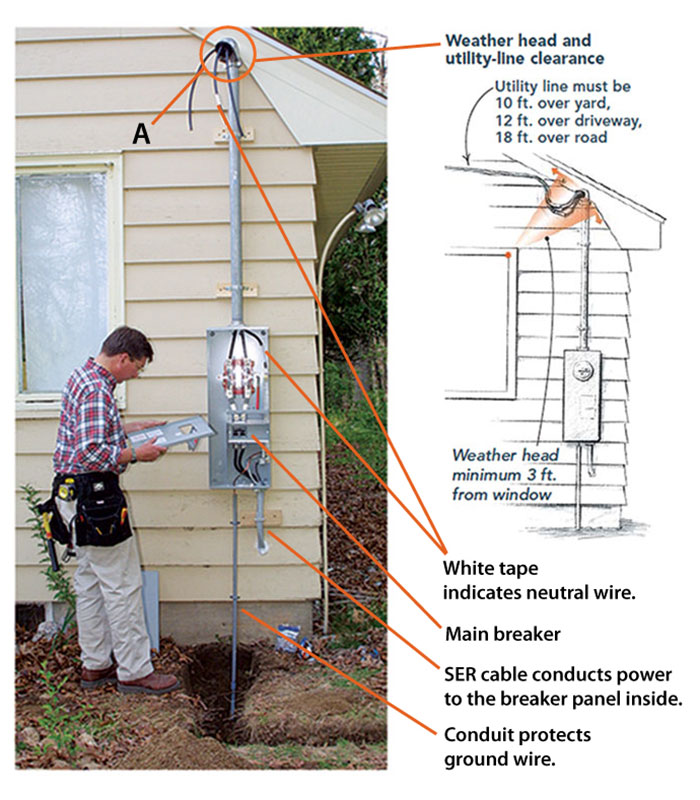 Weather head and
utility-line clearance
Utility line must be
10 ft. over yard,
12 ft. over driveway,
18 ft. over road
A
Weather head
minimum 3 ft.
from window
White tape
indicates neutral wire.
Main breaker
SER cable conducts power
to the breaker panel inside.
Conduit protects
ground wire.